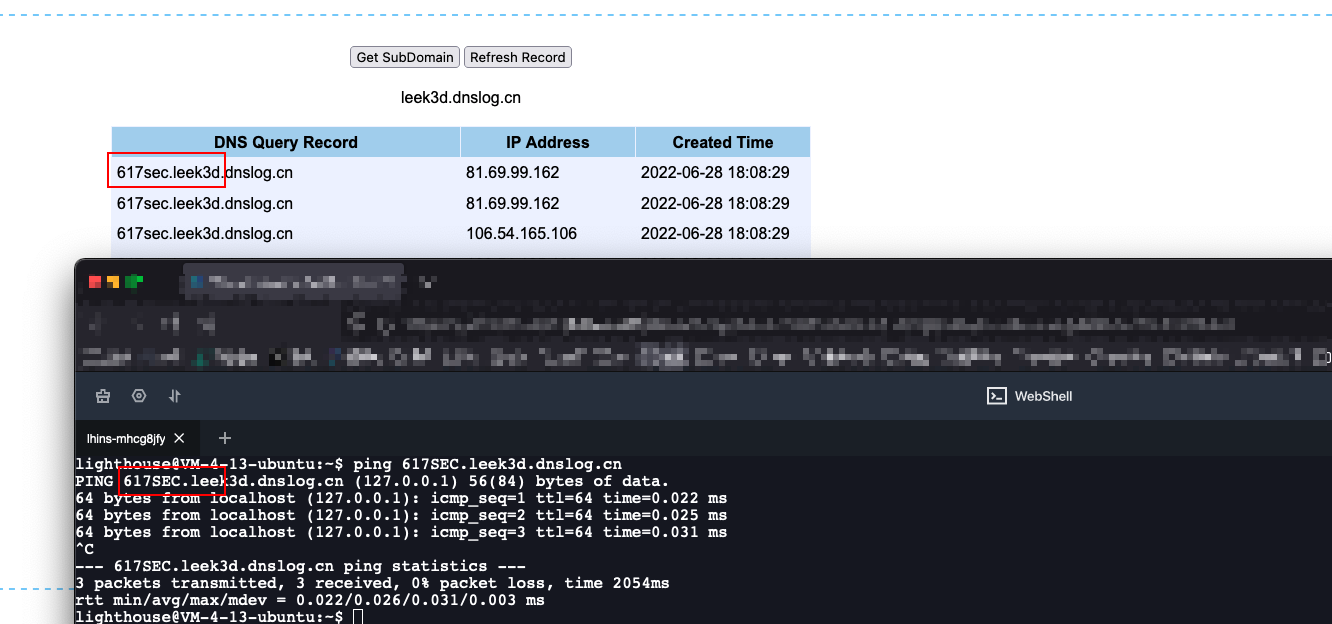 Get SubDomain Refresh Record
leek3d.dnslog.cn
DNS Query Record IP Address Created Time
617sec.leek3d.dnslog.cn 81.69.99.162 2022-06-28 18:08:29
617sec.leek3d.dnslog.cn 81.69.99.162 2022-06-28 18:08:29
617sec.leek3d.dnslog.cn 106.54.165.106 2022-06-28 18:08:29
WebShell
lhins-mhcg8jfy × +
lighthouse@VM-4-13-ubuntu:~$ ping 617SEC.leek3d.dnslog.cn
PING 617SEC.leek3d.dnslog.cn (127.0.0.1) 56(84) bytes of data.
64 bytes from localhost (127.0.0.1): icmp_seq=1 ttl=64 time=0.022 ms
64 bytes from localhost (127.0.0.1): icmp_seq=2 ttl=64 time=0.025 ms
64 bytes from localhost (127.0.0.1): icmp_seq=3 ttl=64 time=0.031 ms
^C
--- 617SEC.leek3d.dnslog.cn ping statistics ---
3 packets transmitted, 3 received, 0% packet loss, time 2054ms
rtt min/avg/max/mdev = 0.022/0.026/0.031/0.003 ms
lighthouse@VM-4-13-ubuntu:~$